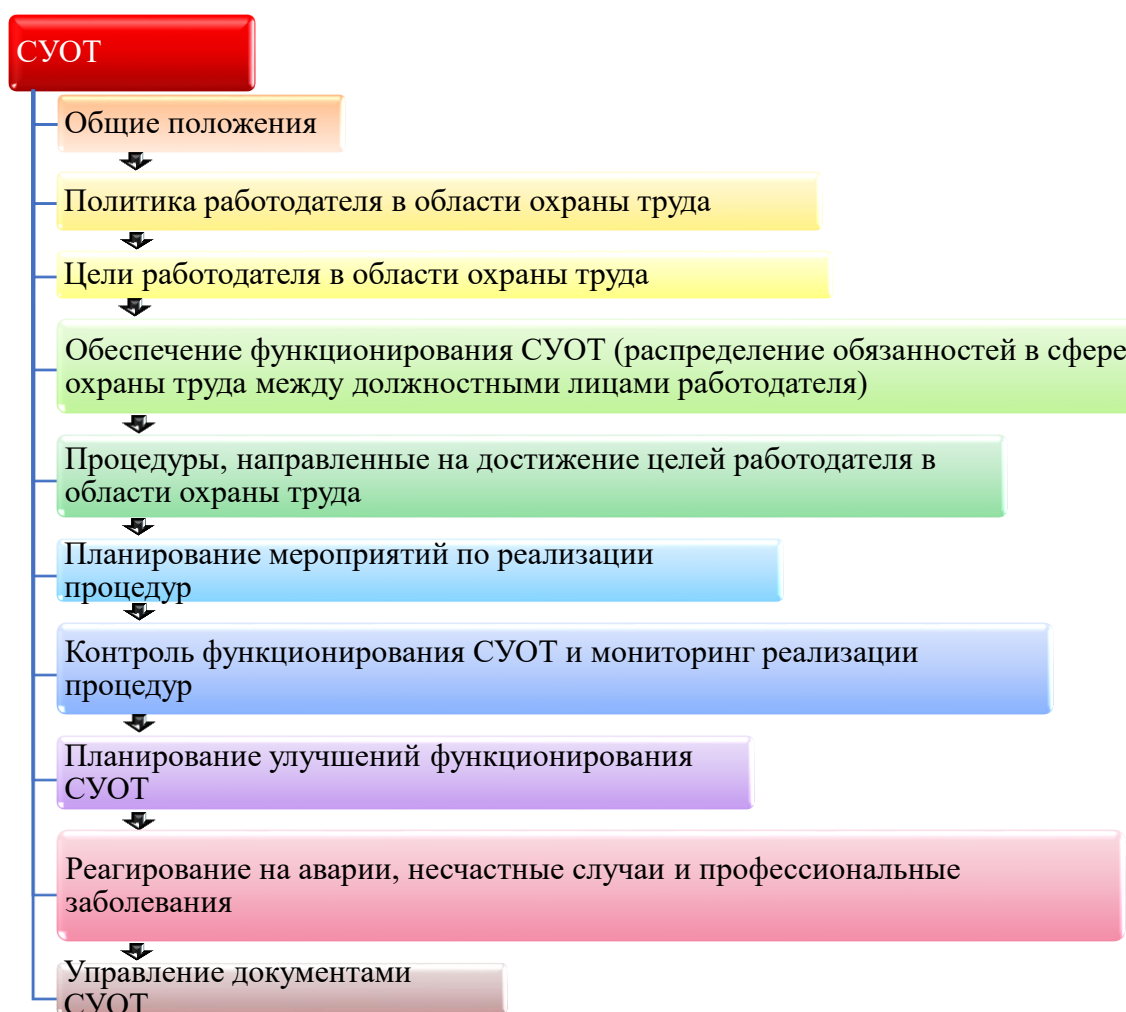 СУОТ
Общие положения
Политика работодателя в области охраны труда
Цели работодателя в области охраны труда
Обеспечение функционирования СУОТ (распределение обязанностей в сфере
охраны труда между должностными лицами работодателя)
Процедуры, направленные на достижение целей работодателя в
области охраны труда
Планирование мероприятий по реализации
процедур
Контроль функционирования СУОТ и мониторинг реализации
процедур
Планирование улучшений функционирования
СУОТ
Реагирование на аварии, несчастные случаи и профессиональные
заболевания
Управление документами
СУОТ